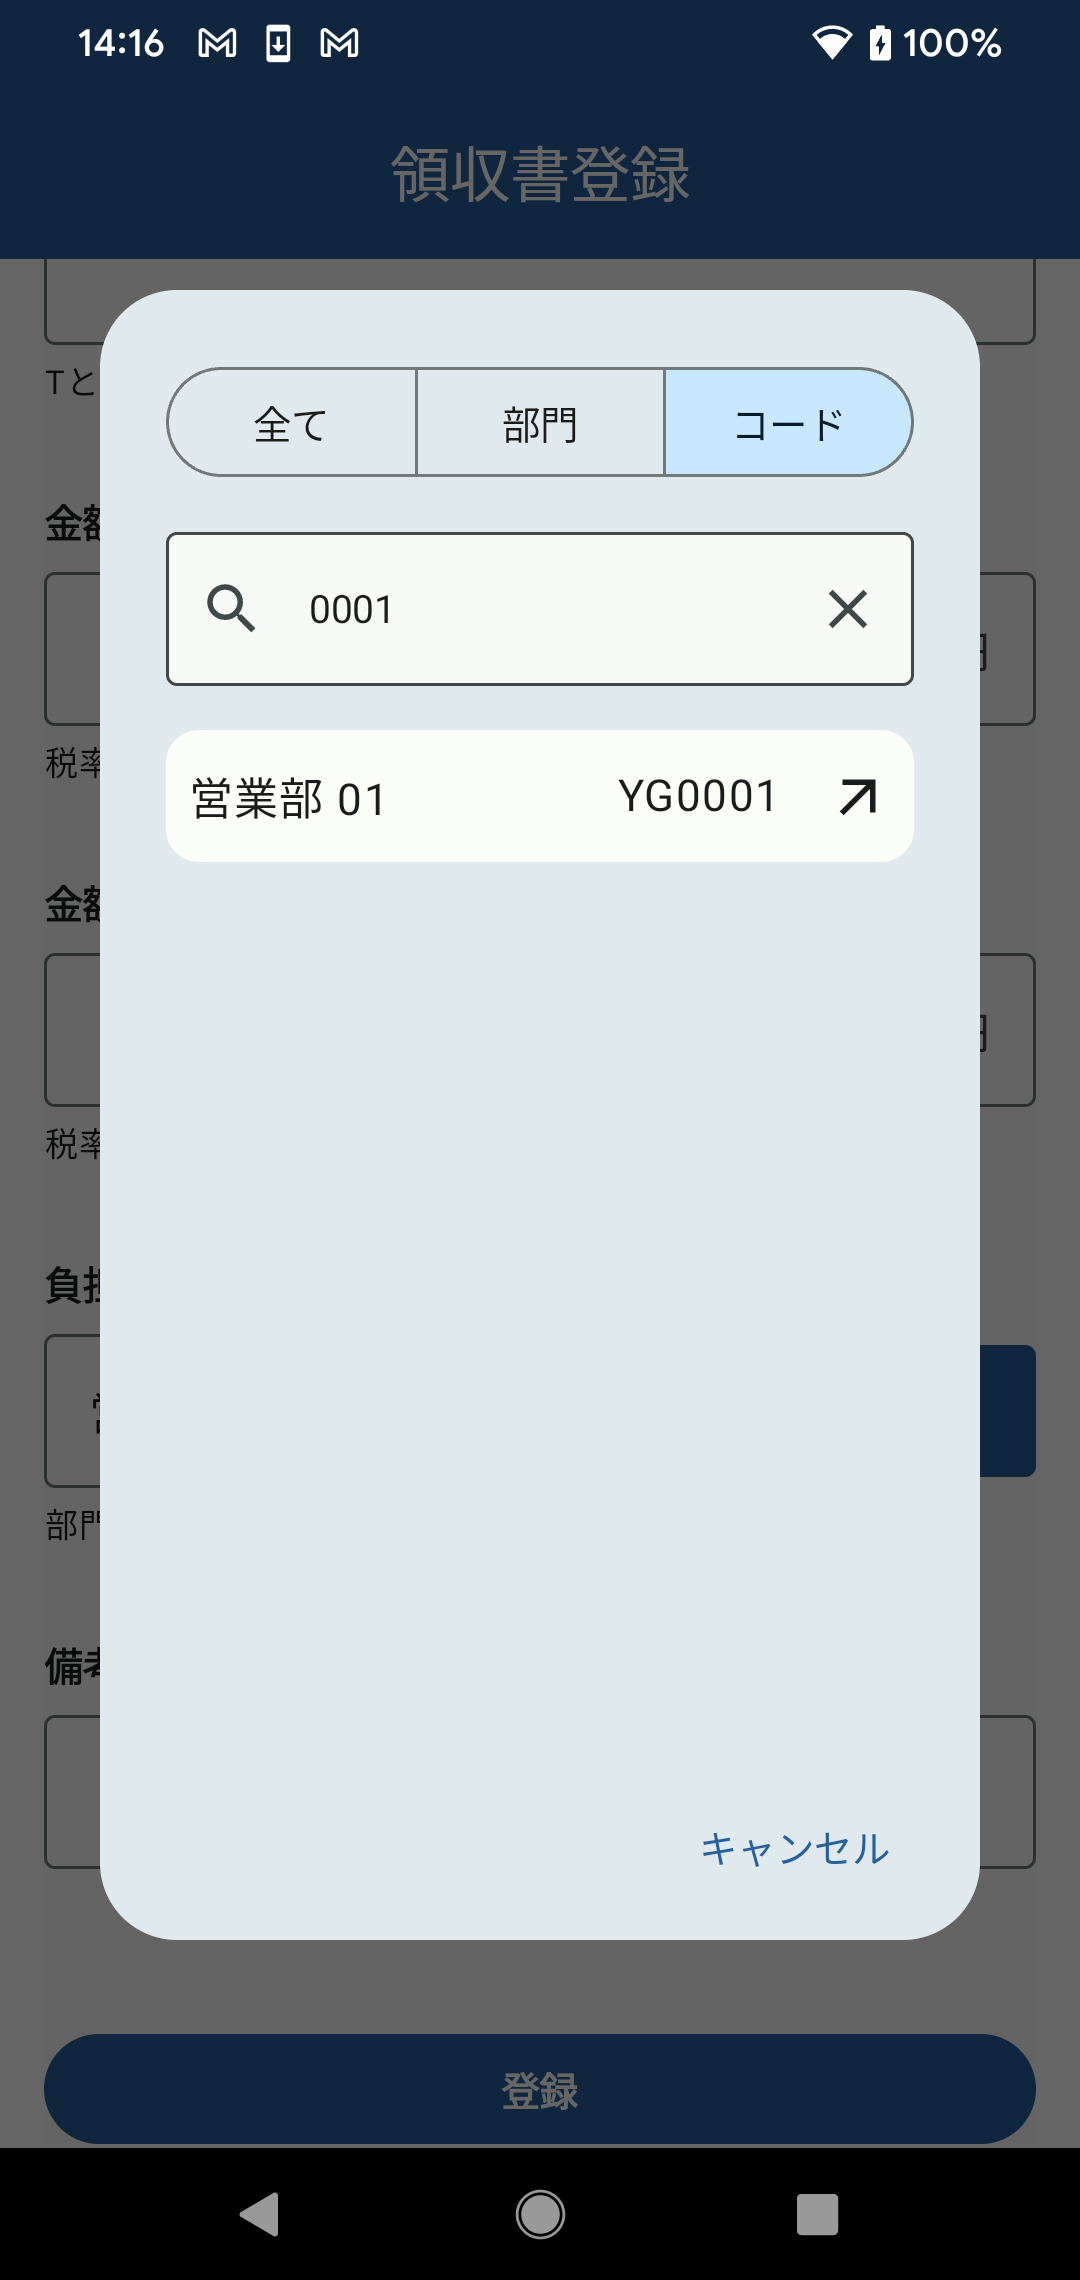 14:16 100%
領収書登録
Tと
全て 部門 コード
金額
0001
円
税率
営業部 01 YG0001
金額
円
税率
負担
部門
備考
キャンセル
登録